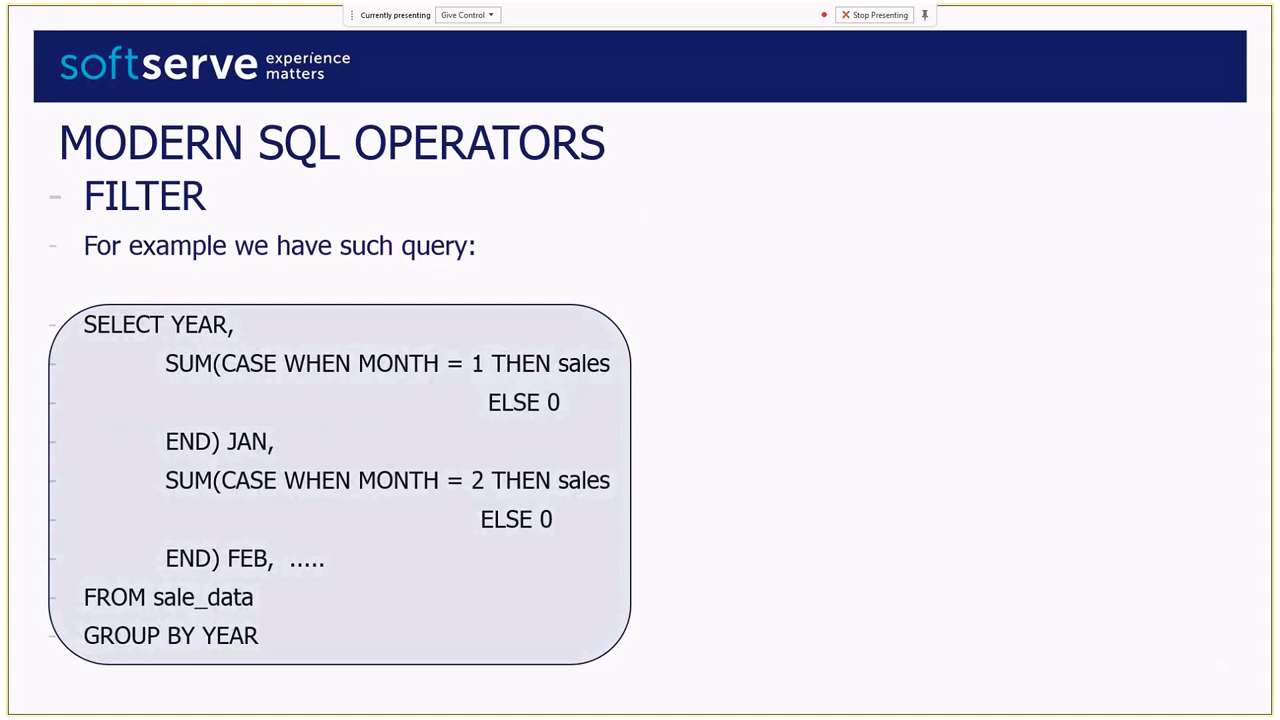 Currently presenting Give Control Stop Presenting
softserve experience
matters
MODERN SQL OPERATORS
- FILTER
- For example we have such query:
- SELECT YEAR,
- SUM(CASE WHEN MONTH = 1 THEN sales
- ELSE 0
- END) JAN,
- SUM(CASE WHEN MONTH = 2 THEN sales
- ELSE 0
- END) FEB, .....
- FROM sale_data
- GROUP BY YEAR